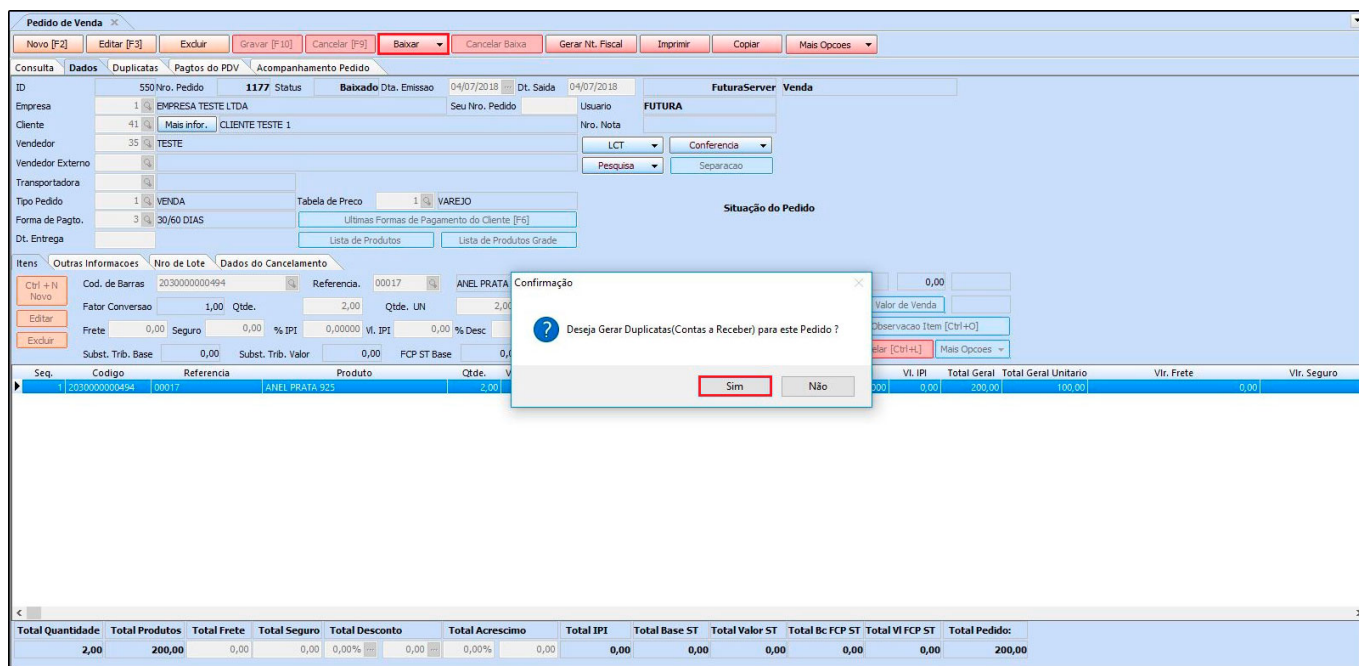 Pedido de Venda
Novo [F2] Editar [F3] Excluir Gravar [F10] Cancelar [F9] Baixar Cancelar Baixa Gerar Nt. Fiscal Imprimir Copiar Mais Opcoes
Consulta Dados Duplicatas Pagtos do PDV Acompanhamento Pedido
ID 550 Nro. Pedido 1177 Status Baixado Dta. Emissao 04/07/2018 Dt. Saida 04/07/2018 FuturaServer Venda
Empresa 1 EMPRESA TESTE LTDA Seu Nro. Pedido Usuario FUTURA
Cliente 41 Mais infor. CLIENTE TESTE 1 Nro. Nota
Vendedor 35 TESTE LCT Conferencia
Vendedor Externo Pesquisa Separacao
Transportadora
Tipo Pedido 1 VENDA Tabela de Preco 1 VAREJO Situação do Pedido
Forma de Pagto. 3 30/60 DIAS Ultimas Formas de Pagamento do Cliente [F6]
Dt. Entrega Lista de Produtos Lista de Produtos Grade
Itens Outras Informacoes Nro de Lote Dados do Cancelamento
Ctrl + N Novo Cod. de Barras 2030000000494 Referencia. 00017 ANEL PRATA 0,00
Fator Conversao 1,00 Qtde. 2,00 Qtde. UN 2,00 Valor de Venda
Editar
Frete 0,00 Seguro 0,00 % IPI 0,00000 Vl. IPI 0,00 % Desc Observacao Item [Ctrl+O]
Excluir
Subst. Trib. Base 0,00 Subst. Trib. Valor 0,00 FCP ST Base [Ctrl+L] Mais Opcoes
Confirmação
Deseja Gerar Duplicatas(Contas a Receber) para este Pedido ?
Sim Não
Seq. Codigo Referencia Produto Qtde. Vl. IPI Total Geral Total Geral Unitario Vlr. Frete Vlr. Seguro
1 2030000000494 00017 ANEL PRATA 925 2,00 0,00 200,00 100,00 0,00
Total Quantidade Total Produtos Total Frete Total Seguro Total Desconto Total Acrescimo Total IPI Total Base ST Total Valor ST Total Bc FCP ST Total Vl FCP ST Total Pedido:
2,00 200,00 0,00 0,00 0,00% 0,00 0,00% 0,00 0,00 0,00 0,00 0,00 0,00 200,00